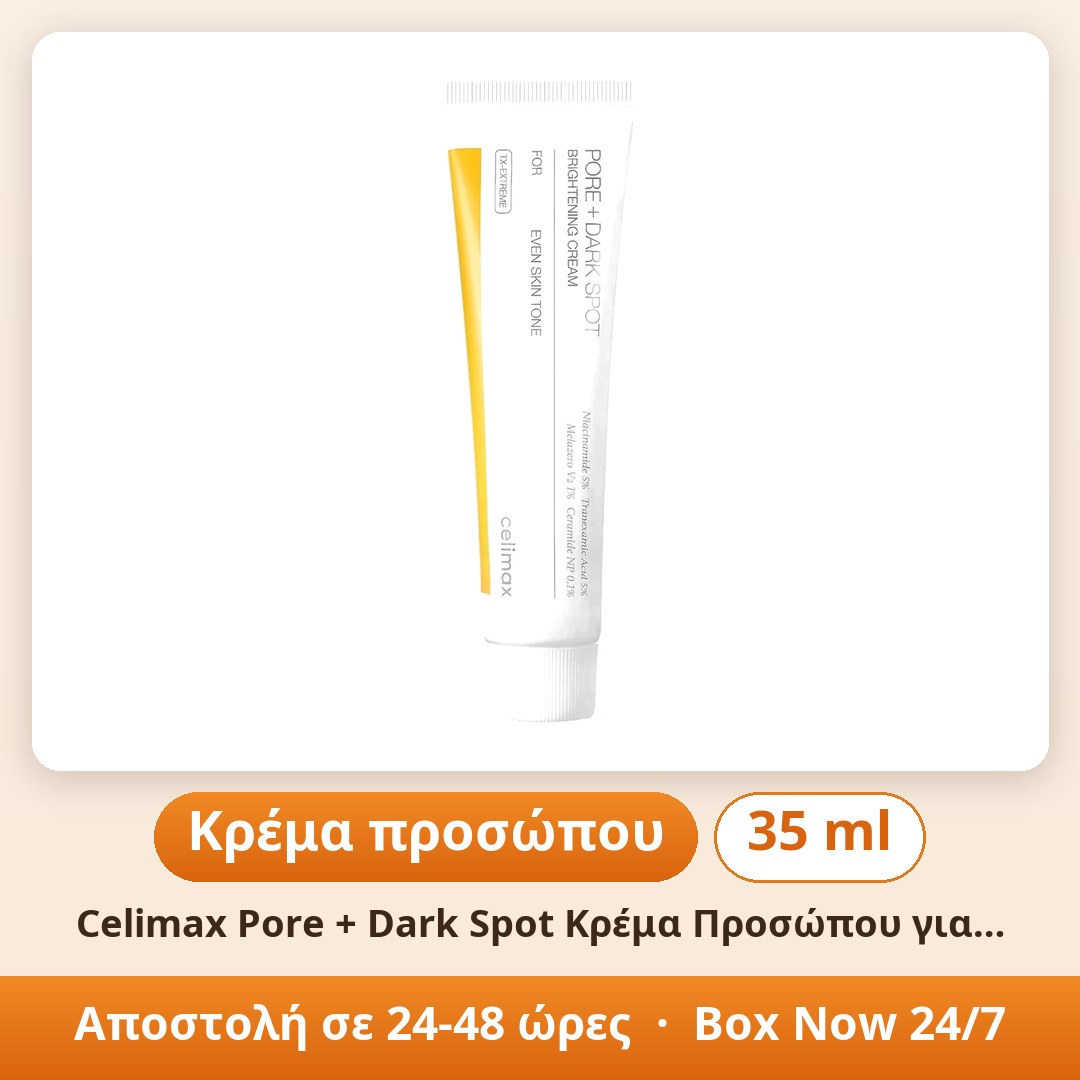 PORE + DARK SPOT
BRIGHTENING CREAM
FOR EVEN SKIN TONE
TX-EXTREME
Niacinamide 5% Tranexamic Acid 5%
Melazero V2 1% Ceramide NP 0.1%
celimax
Κρέμα προσώπου
35 ml
Celimax Pore + Dark Spot Κρέμα Προσώπου για...
Αποστολή σε 24-48 ώρες · Box Now 24/7